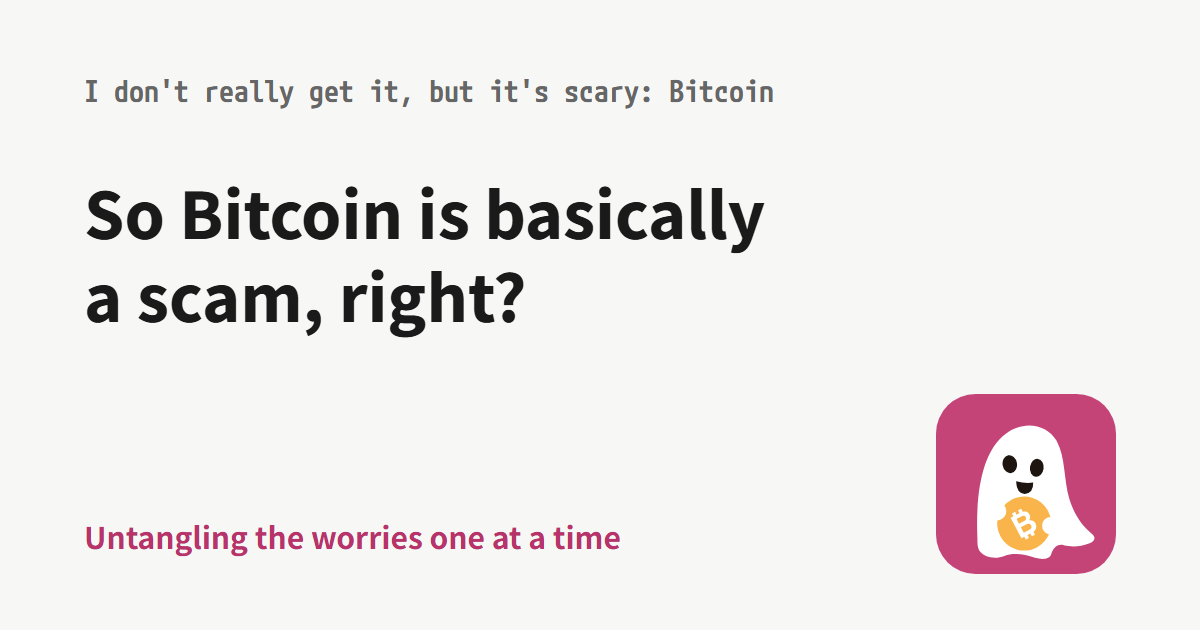 I don't really get it, but it's scary: Bitcoin
So Bitcoin is basically
a scam, right?
Untangling the worries one at a time